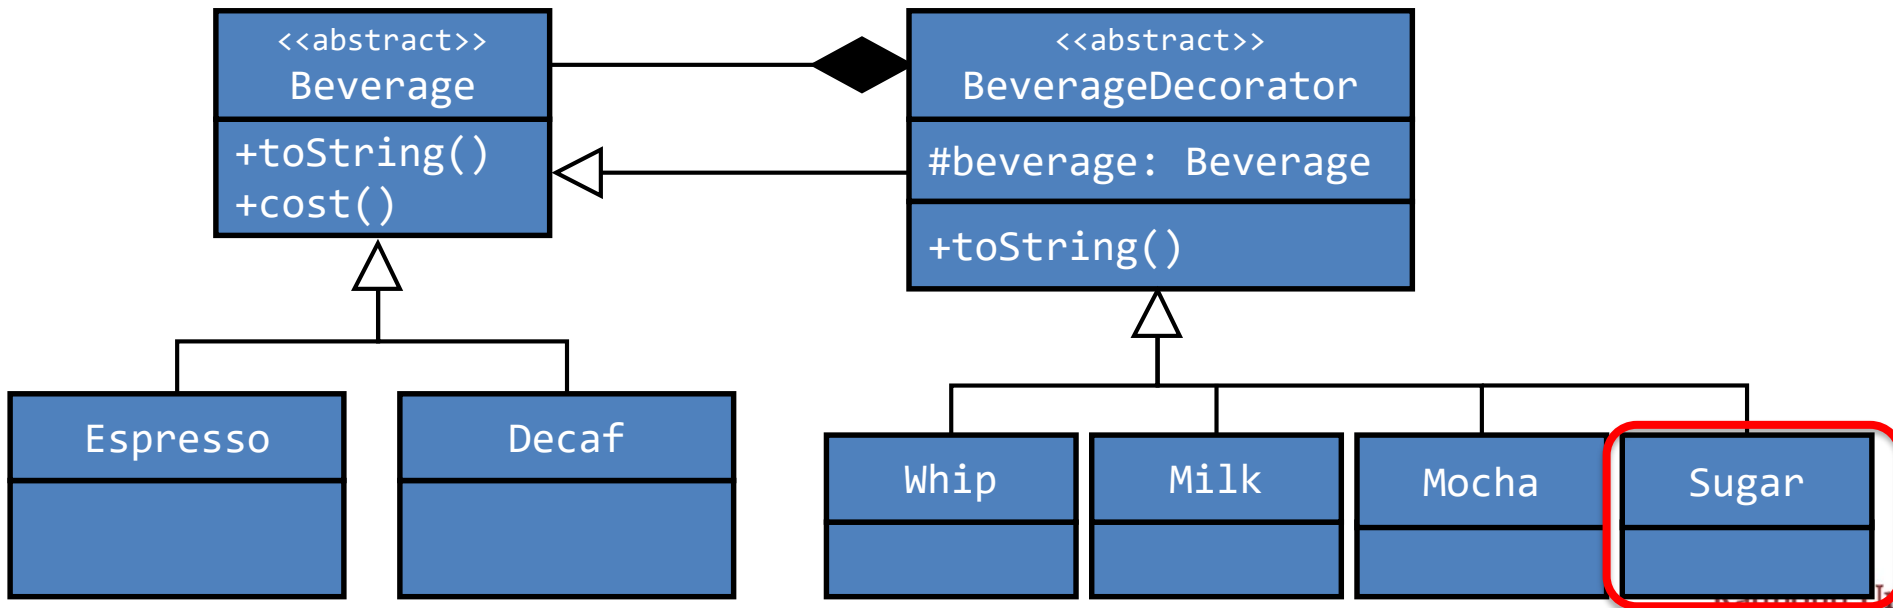 <<abstract>>
Beverage
+toString()
+cost()
<<abstract>>
BeverageDecorator
#beverage: Beverage
+toString()
Espresso
Decaf
Whip
Milk
Mocha
Sugar